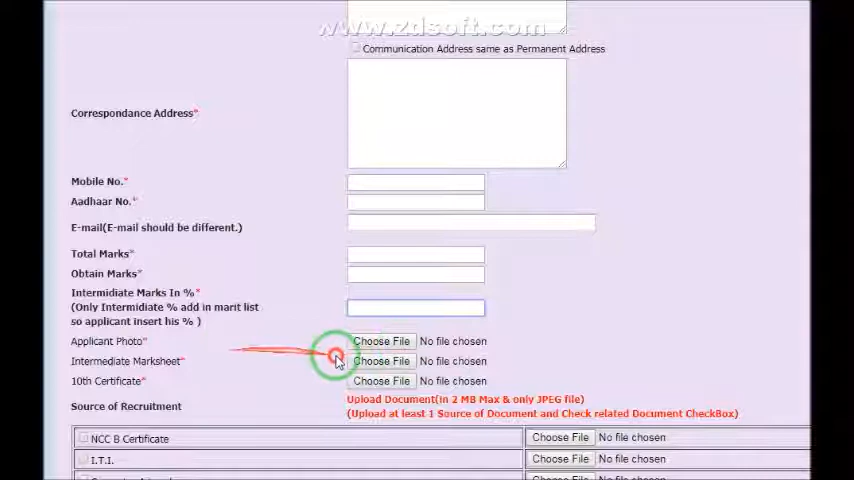 www.zdsoft.com
Communication Address same as Permanent Address
Correspondance Address*
Mobile No.*
Aadhaar No.*
E-mail(E-mail should be different.)
Total Marks*
Obtain Marks*
Intermidiate Marks In %*
(Only Intermidiate % add in marit list
so applicant insert his % )
Applicant Photo* Choose File No file chosen
Intermediate Marksheet* Choose File No file chosen
10th Certificate* Choose File No file chosen
Source of Recruitment
Upload Document(In 2 MB Max & only JPEG file)
(Upload at least 1 Source of Document and Check related Document CheckBox)
NCC B Certificate Choose File No file chosen
I.T.I. Choose File No file chosen